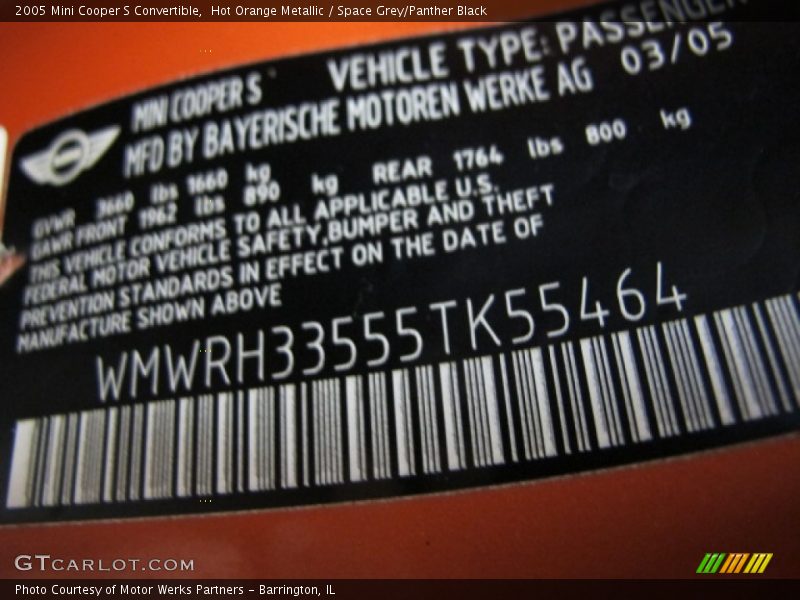 2005 Mini Cooper S Convertible,  Hot Orange Metallic / Space Grey/Panther Black
MINI COOPER S VEHICLE TYPE: PASSENGER
MFD BY BAYERISCHE MOTOREN WERKE AG 03/05
GVWR 3660 lbs 1660 kg
GAWR FRONT 1962 lbs 890 kg REAR 1764 lbs 800 kg
THIS VEHICLE CONFORMS TO ALL APPLICABLE U.S.
FEDERAL MOTOR VEHICLE SAFETY,BUMPER AND THEFT
PREVENTION STANDARDS IN EFFECT ON THE DATE OF
MANUFACTURE SHOWN ABOVE
WMWRH33555TK55464
GTCARLOT.COM
Photo Courtesy of Motor Werks Partners - Barrington, IL